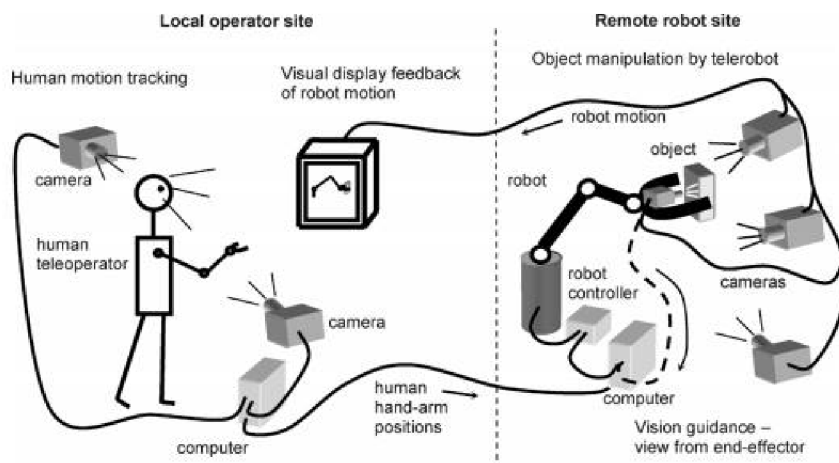 Local operator site
Remote robot site
Human motion tracking
Visual display feedback
of robot motion
Object manipulation by telerobot
robot motion
camera
object
robot
human
teleoperator
robot
controller
cameras
camera
human
hand-arm
positions
computer
computer
Vision guidance –
view from end-effector